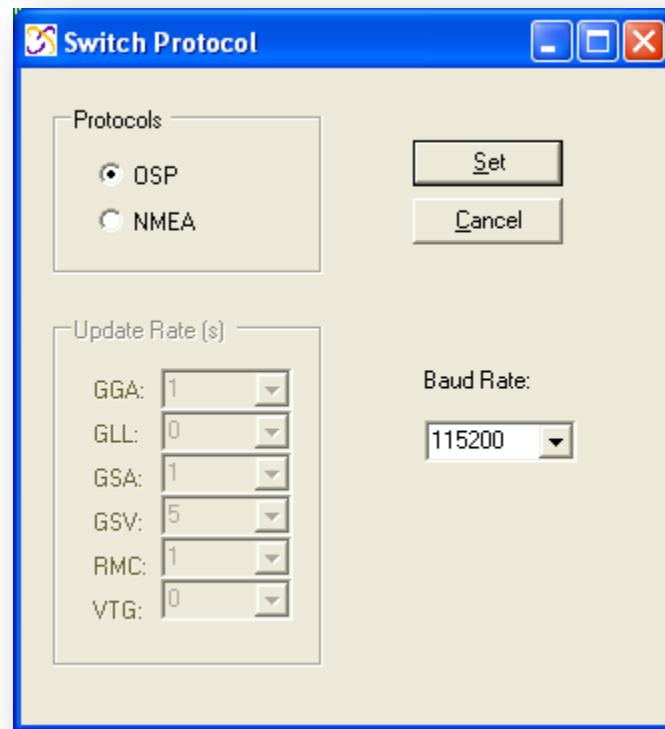 Switch Protocol
Protocols
OSP
NMEA
Set
Cancel
Update Rate (s)
GGA: 1
GLL: 0
GSA: 1
GSV: 5
RMC: 1
VTG: 0
Baud Rate:
115200